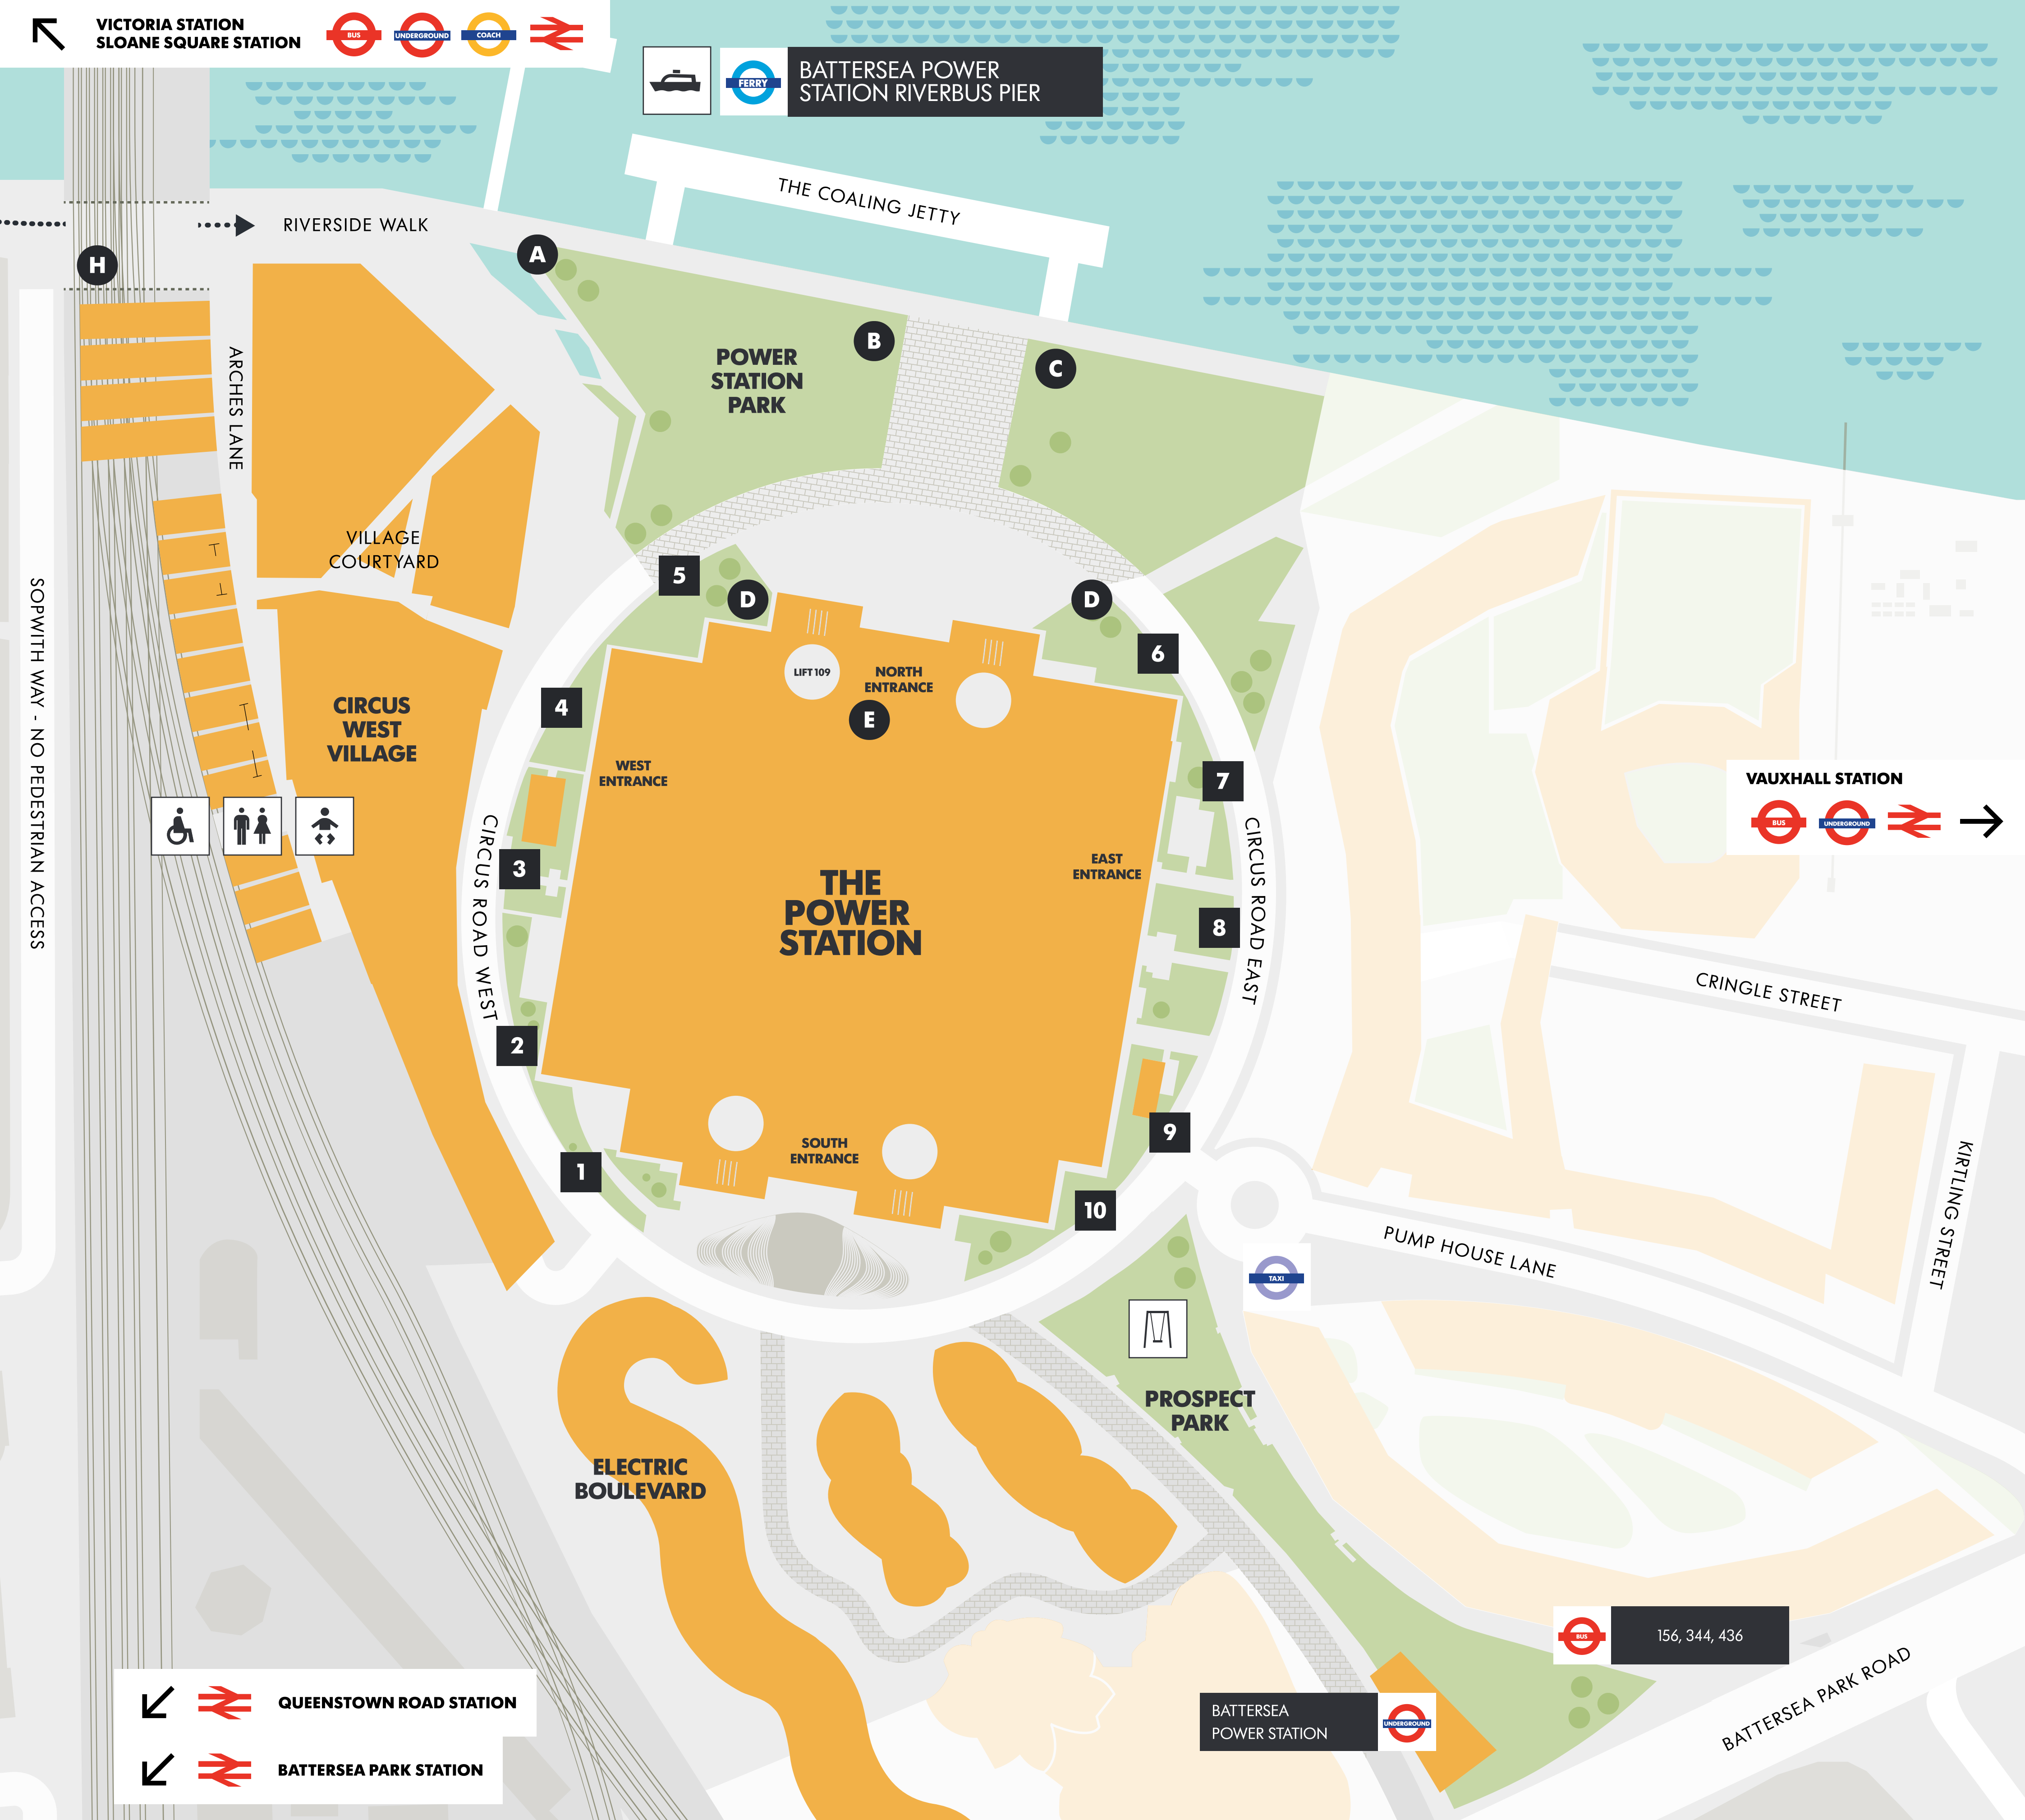 VICTORIA STATION
SLOANE SQUARE STATION
BUS
UNDERGROUND
COACH
FERRY
BATTERSEA POWER
STATION RIVERBUS PIER
THE COALING JETTY
RIVERSIDE WALK
H
A
B
C
ARCHES LANE
POWER
STATION
PARK
VILLAGE
COURTYARD
5
D
D
6
SOPWITH WAY - NO PEDESTRIAN ACCESS
LIFT 109
NORTH
ENTRANCE
E
4
CIRCUS
WEST
VILLAGE
WEST
ENTRANCE
7
VAUXHALL STATION
BUS
UNDERGROUND
CIRCUS ROAD WEST
3
THE
POWER
STATION
EAST
ENTRANCE
CIRCUS ROAD EAST
8
CRINGLE STREET
2
SOUTH
ENTRANCE
9
1
10
KIRTLING STREET
PUMP HOUSE LANE
TAXI
PROSPECT
PARK
ELECTRIC
BOULEVARD
BUS
156, 344, 436
BATTERSEA PARK ROAD
BATTERSEA
POWER STATION
UNDERGROUND
QUEENSTOWN ROAD STATION
BATTERSEA PARK STATION